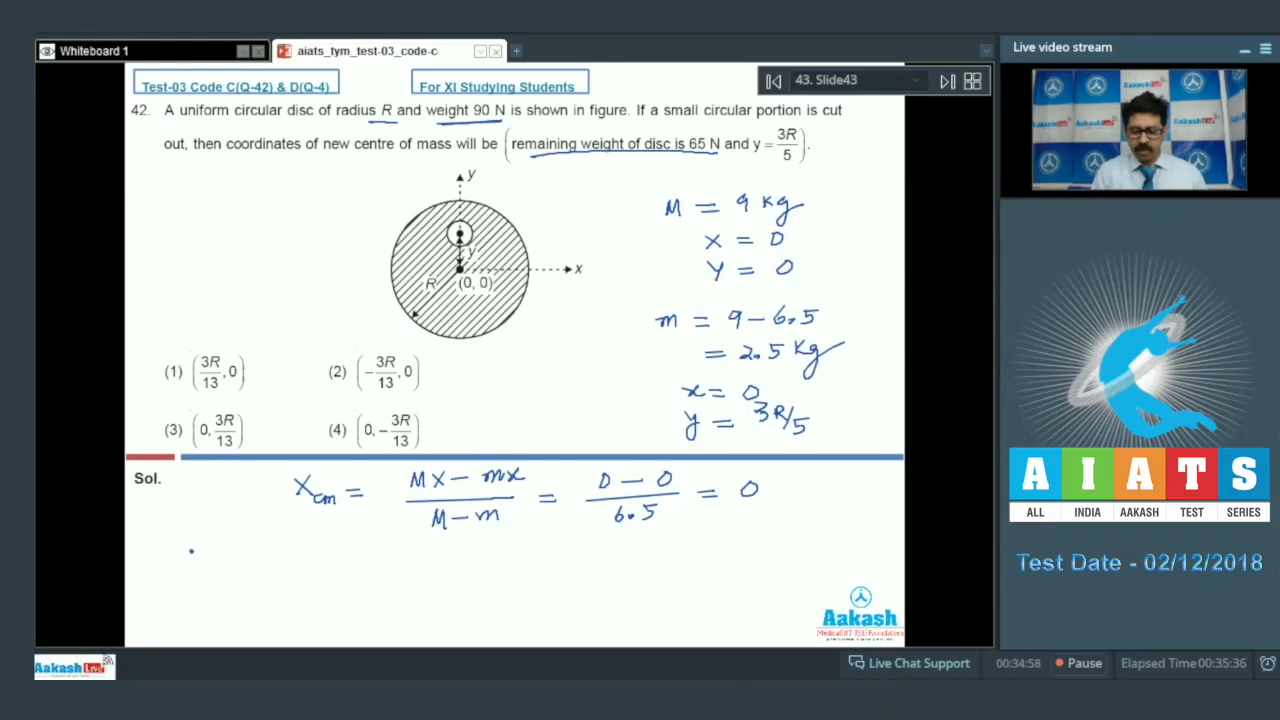 Whiteboard 1
aiats_tym_test-03_code-c
Live video stream
Test-03 Code C(Q-42) & D(Q-4)
For XI Studying Students
43. Slide43
42. A uniform circular disc of radius R and weight 90 N is shown in figure. If a small circular portion is cut
out, then coordinates of new centre of mass will be (remaining weight of disc is 65 N and y = 3R/5).
y
y
x
R
(0, 0)
M = 9 kg
X = 0
Y = 0
m = 9 - 6.5
= 2.5 kg
x = 0
y = 3R/5
(1) (3R/13, 0)
(2) (-3R/13, 0)
(3) (0, 3R/13)
(4) (0, -3R/13)
Sol.
Xcm = MX - mx / M - m = 0 - 0 / 6.5 = 0
Aakash
Medical|IIT-JEE|Foundations
AIATS
ALL INDIA AAKASH TEST SERIES
Test Date - 02/12/2018
Aakash Live
Live Chat Support
00:34:58
Pause
Elapsed Time 00:35:36